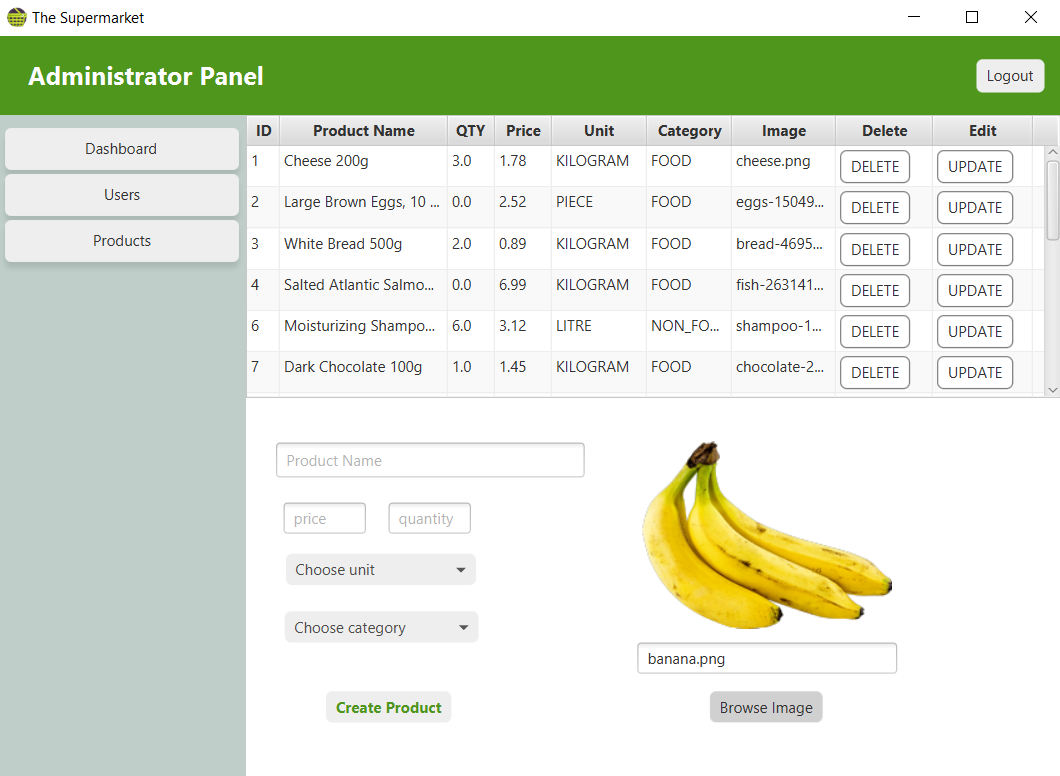 The Supermarket
Administrator Panel
Logout
Dashboard
Users
Products
ID Product Name QTY Price Unit Category Image Delete Edit
1 Cheese 200g 3.0 1.78 KILOGRAM FOOD cheese.png DELETE UPDATE
2 Large Brown Eggs, 10 ... 0.0 2.52 PIECE FOOD eggs-15049... DELETE UPDATE
3 White Bread 500g 2.0 0.89 KILOGRAM FOOD bread-4695... DELETE UPDATE
4 Salted Atlantic Salmo... 0.0 6.99 KILOGRAM FOOD fish-263141... DELETE UPDATE
6 Moisturizing Shampo... 6.0 3.12 LITRE NON_FO... shampoo-1... DELETE UPDATE
7 Dark Chocolate 100g 1.0 1.45 KILOGRAM FOOD chocolate-2... DELETE UPDATE
Product Name
price quantity
Choose unit
Choose category
Create Product
banana.png
Browse Image